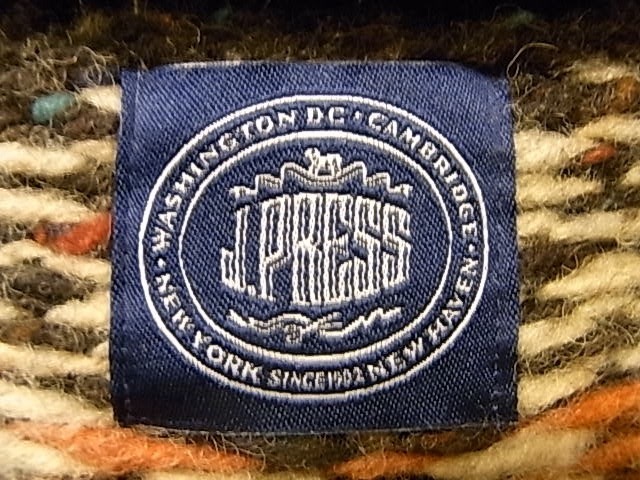 WASHINGTON DC · CAMBRIDGE ·
J. PRESS
· NEW YORK SINCE 1902 NEW HAVEN ·